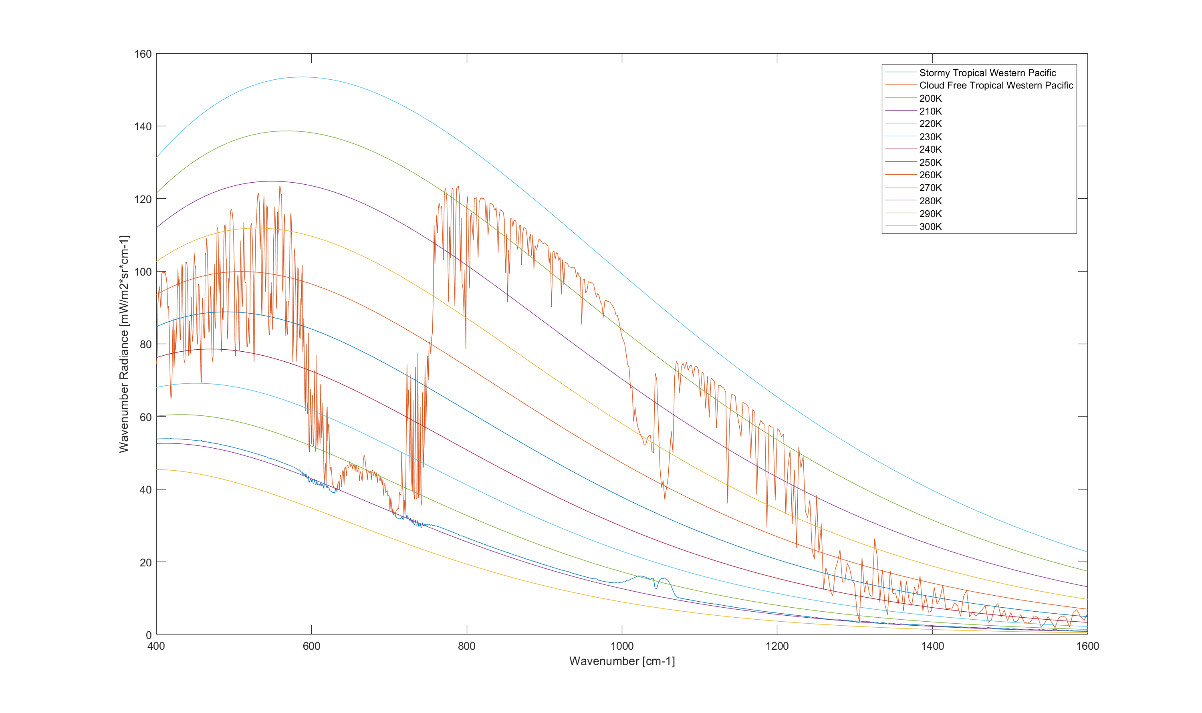 160
140
120
100
80
60
40
20
0
Wavenumber Radiance [mW/m2*sr*cm-1]
Stormy Tropical Western Pacific
Cloud Free Tropical Western Pacific
200K
210K
220K
230K
240K
250K
260K
270K
280K
290K
300K
400 600 800 1000 1200 1400 1600
Wavenumber [cm-1]